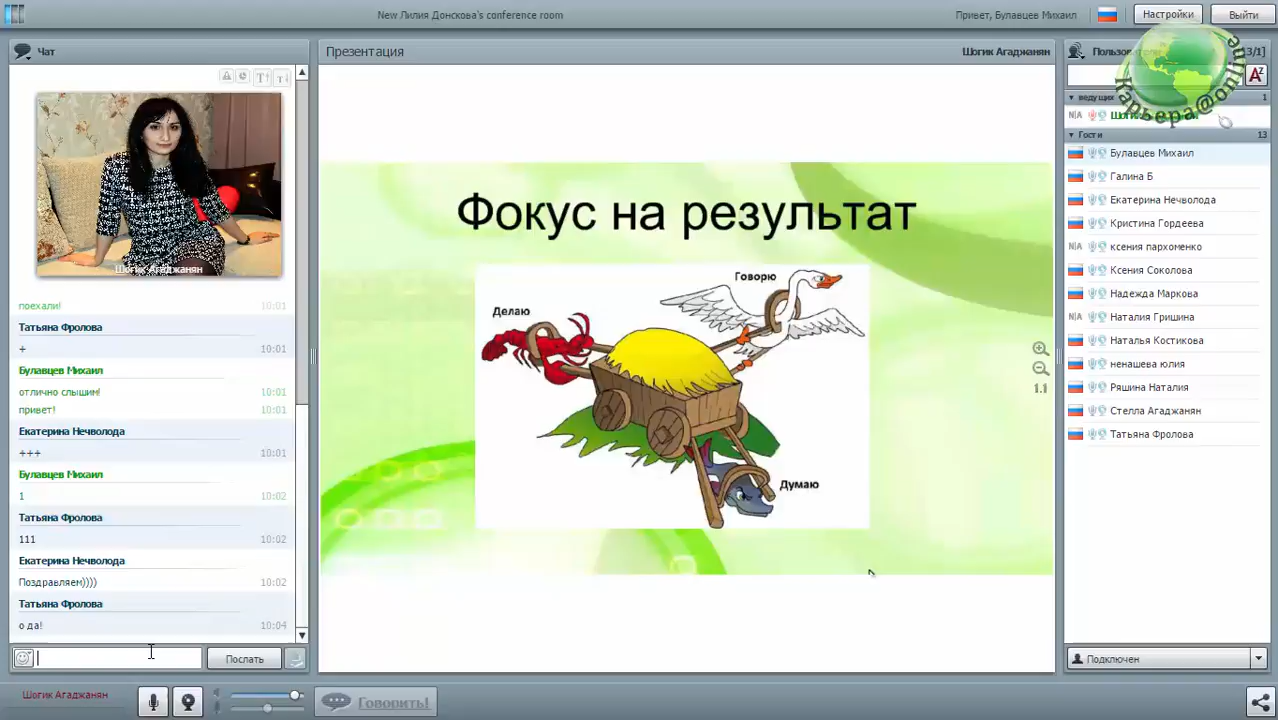 New Лилия Донскова's conference room
Привет, Булавцев Михаил
Настройки
Выйти
Чат
Шогик Агаджанян
поехали! 10:01
Татьяна Фролова
+ 10:01
Булавцев Михаил
отлично слышим! 10:01
привет! 10:01
Екатерина Нечволода
+++ 10:01
Булавцев Михаил
1 10:02
Татьяна Фролова
111 10:02
Екатерина Нечволода
Поздравляем)))) 10:02
Татьяна Фролова
о да! 10:04
Послать
Шогик Агаджанян
Говорить!
Презентация
Шогик Агаджанян
Фокус на результат
Говорю
Делаю
Думаю
1.1
Карьера@online
ведущих 1
N/A
Гости 13
Булавцев Михаил
Галина Б
Екатерина Нечволода
Кристина Гордеева
N/A ксения пархоменко
Ксения Соколова
Надежда Маркова
N/A Наталия Гришина
Наталья Костикова
ненашева юлия
Ряшина Наталия
Стелла Агаджанян
Татьяна Фролова
Подключен